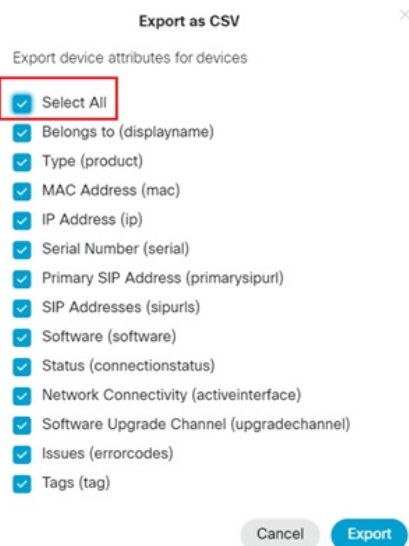 Export as CSV
Export device attributes for devices
Select All
Belongs to (displayname)
Type (product)
MAC Address (mac)
IP Address (ip)
Serial Number (serial)
Primary SIP Address (primarysipurl)
SIP Addresses (sipurls)
Software (software)
Status (connectionstatus)
Network Connectivity (activeinterface)
Software Upgrade Channel (upgradechannel)
Issues (errorcodes)
Tags (tag)
Cancel Export